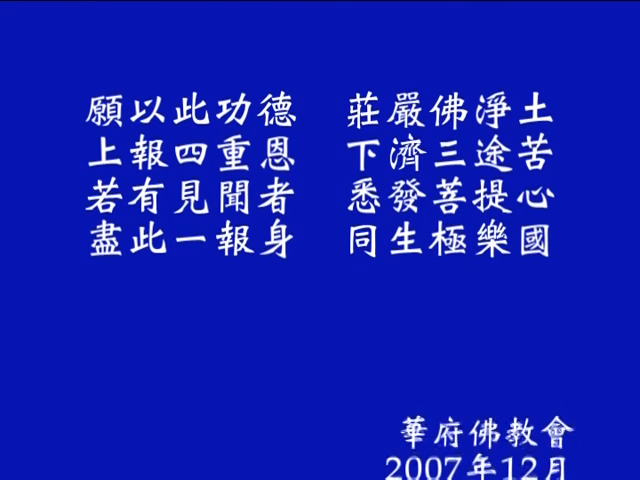 願以此功德 莊嚴佛淨土
上報四重恩 下濟三途苦
若有見聞者 悉發菩提心
盡此一報身 同生極樂國
華府佛教會
2007年12月